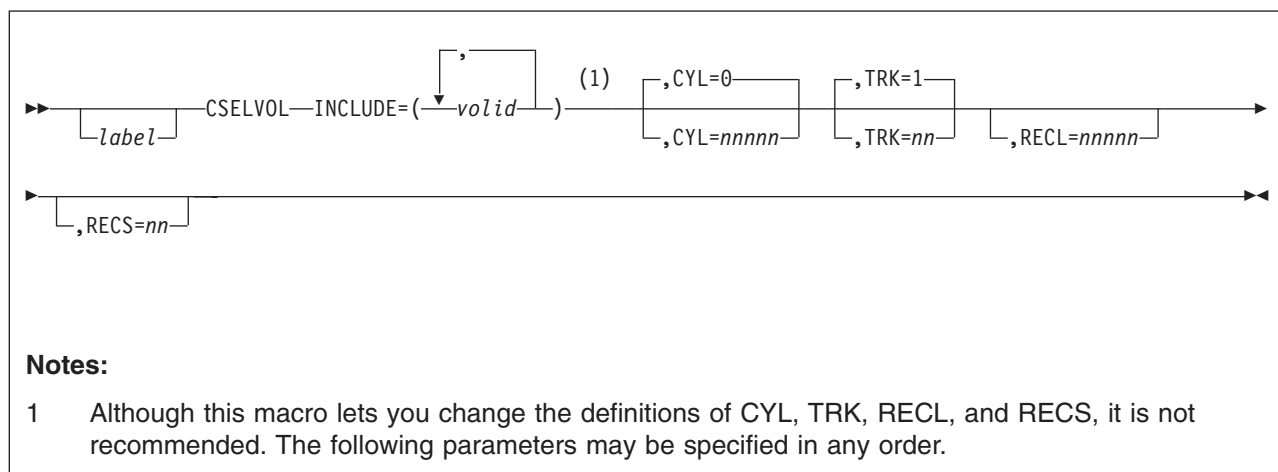 ,
(1) ,CYL=0 ,TRK=1
CSELVOL INCLUDE=( volid )
label ,CYL=nnnnn ,TRK=nn ,RECL=nnnnn
,RECS=nn
Notes:
1 Although this macro lets you change the definitions of CYL, TRK, RECL, and RECS, it is not
recommended. The following parameters may be specified in any order.